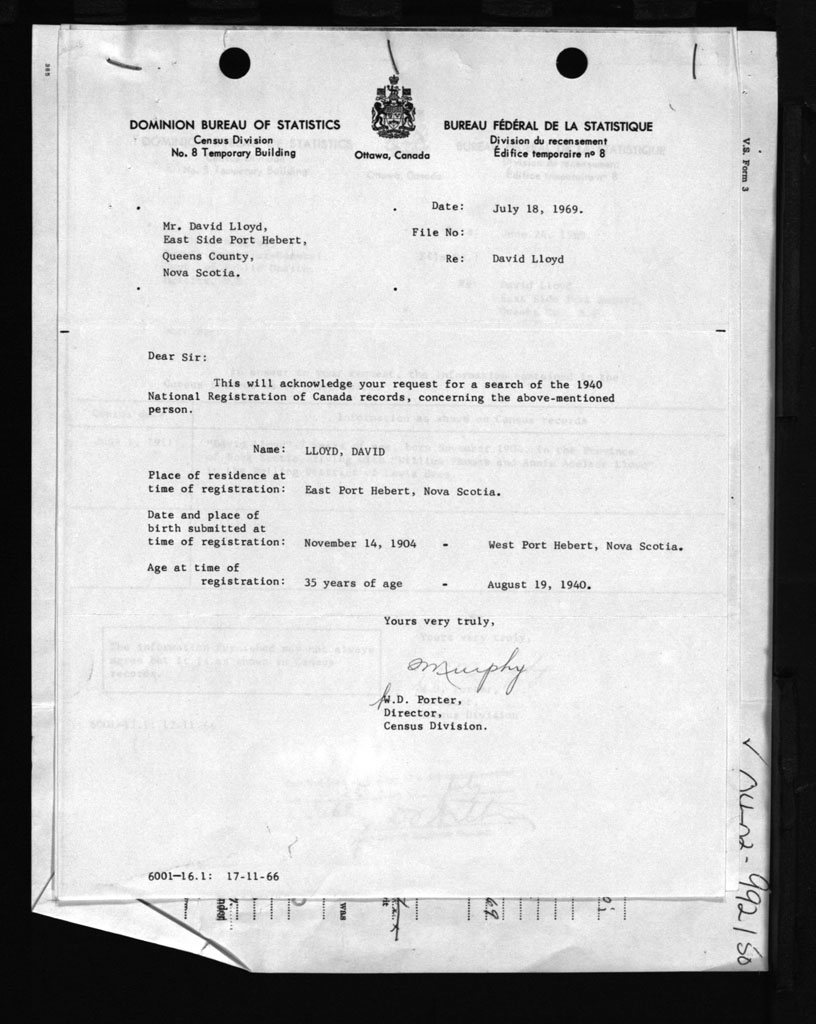 DOMINION BUREAU OF STATISTICS
Census Division
No. 8 Temporary Building
Ottawa, Canada
BUREAU FÉDÉRAL DE LA STATISTIQUE
Division du recensement
Édifice temporaire nº 8
V.S. Form 3
Date: July 18, 1969.
Mr. David Lloyd,
East Side Port Hebert,
Queens County,
Nova Scotia.
File No:
Re: David Lloyd
Dear Sir:
This will acknowledge your request for a search of the 1940
National Registration of Canada records, concerning the above-mentioned
person.
Name: LLOYD, DAVID
Place of residence at
time of registration: East Port Hebert, Nova Scotia.
Date and place of
birth submitted at
time of registration: November 14, 1904 - West Port Hebert, Nova Scotia.
Age at time of
registration: 35 years of age - August 19, 1940.
Yours very truly,
Murphy
W.D. Porter,
Director,
Census Division.
6001-16.1: 17-11-66
was